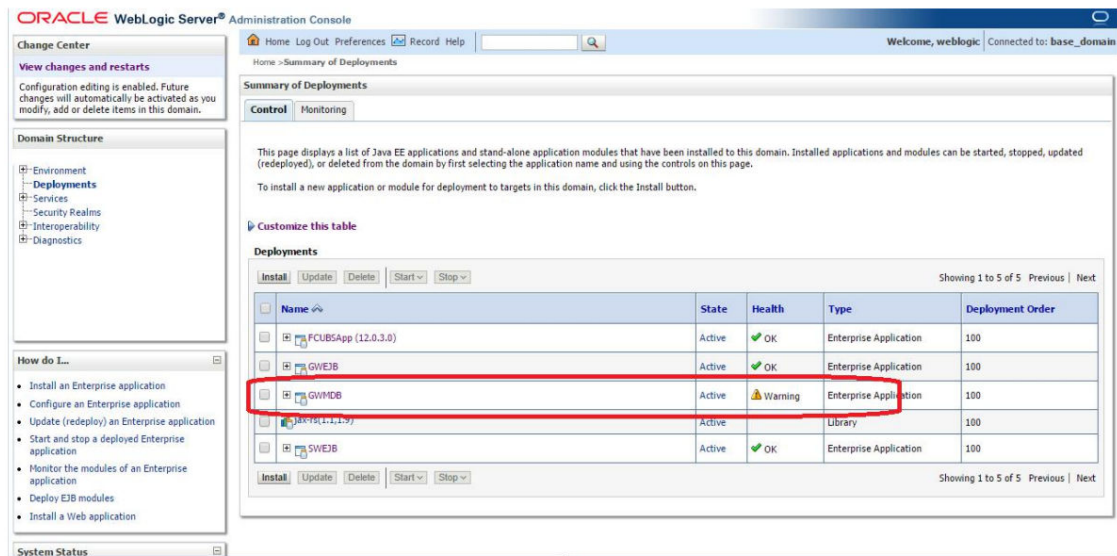 ORACLE WebLogic Server® Administration Console
Change Center
View changes and restarts
Configuration editing is enabled. Future
changes will automatically be activated as you
modify, add or delete items in this domain.
Domain Structure
Environment
Deployments
Services
Security Realms
Interoperability
Diagnostics
How do I...
Install an Enterprise application
Configure an Enterprise application
Update (redeploy) an Enterprise application
Start and stop a deployed Enterprise
application
Monitor the modules of an Enterprise
application
Deploy EJB modules
Install a Web application
System Status
Home Log Out Preferences Record Help
Welcome, weblogic Connected to: base_domain
Home >Summary of Deployments
Summary of Deployments
Control Monitoring
This page displays a list of Java EE applications and stand-alone application modules that have been installed to this domain. Installed applications and modules can be started, stopped, updated
(redeployed), or deleted from the domain by first selecting the application name and using the controls on this page.
To install a new application or module for deployment to targets in this domain, click the Install button.
Customize this table
Deployments
Install Update Delete Start Stop Showing 1 to 5 of 5 Previous | Next
Name State Health Type Deployment Order
FCUBSApp (12.0.3.0) Active OK Enterprise Application 100
GWEJB Active OK Enterprise Application 100
GWMDB Active Warning Enterprise Application 100
jax-rs(1.1,1.9) Active Library 100
SWEJB Active OK Enterprise Application 100
Install Update Delete Start Stop Showing 1 to 5 of 5 Previous | Next